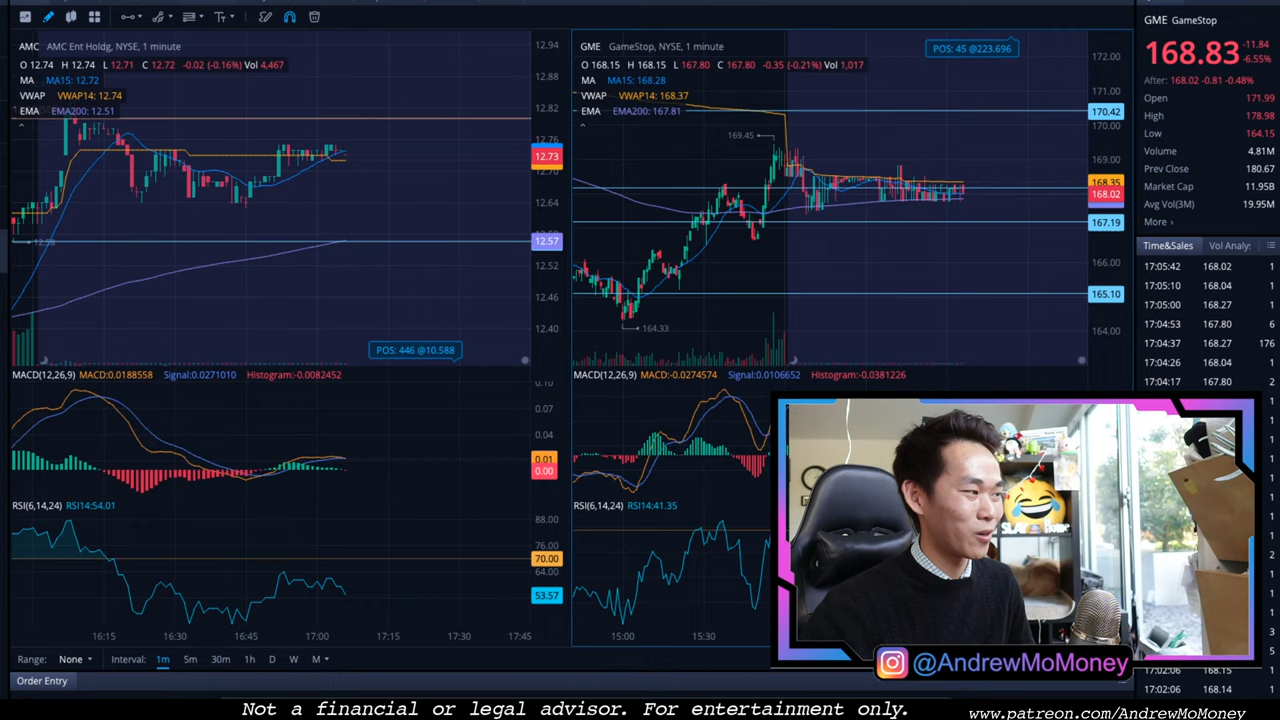 AMC AMC Ent Holdg, NYSE, 1 minute
O 12.74 H 12.74 L 12.71 C 12.72 -0.02 (-0.16%) Vol 4,467
MA MA15: 12.72
VWAP VWAP14: 12.74
EMA EMA200: 12.51
12.94
12.88
12.82
12.76
12.73
12.70
12.64
12.57
12.52
12.46
12.40
POS: 446 @10.588
MACD(12,26,9) MACD:0.0188558 Signal:0.0271010 Histogram:-0.0082452
0.10
0.07
0.04
0.01
0.00
RSI(6,14,24) RSI14:54.01
88.00
76.00
70.00
64.00
53.57
16:15 16:30 16:45 17:00 17:15 17:30 17:45
GME GameStop, NYSE, 1 minute
O 168.15 H 168.15 L 167.80 C 167.80 -0.35 (-0.21%) Vol 1,017
MA MA15: 168.28
VWAP VWAP14: 168.37
EMA EMA200: 167.81
POS: 45 @223.696
169.45
164.33
172.00
171.00
170.42
170.00
169.00
168.35
168.02
167.19
166.00
165.10
164.00
MACD(12,26,9) MACD:-0.0274574 Signal:0.0106652 Histogram:-0.0381226
RSI(6,14,24) RSI14:41.35
15:00 15:30
GME GameStop
168.83 -11.84
-6.55%
After: 168.02 -0.81 -0.48%
Open 171.99
High 178.98
Low 164.15
Volume 4.81M
Prev Close 180.67
Market Cap 11.95B
Avg Vol(3M) 19.95M
More ›
Time&Sales Vol Analy:
17:05:42 168.02 1
17:05:10 168.04 1
17:05:00 168.27 1
17:04:53 167.80 6
17:04:37 168.27 176
17:04:26 168.04 1
17:04:17 167.80 2
17:02:06 168.15 1
17:02:06 168.14 1
Range: None Interval: 1m 5m 30m 1h D W M
Order Entry
@AndrewMoMoney
Not a financial or legal advisor. For entertainment only.
www.patreon.com/AndrewMoMoney